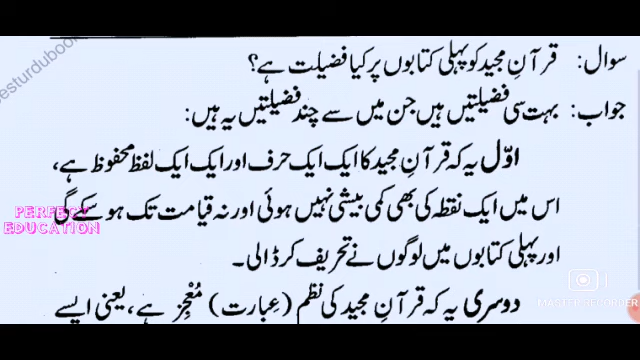 سوال: قرآنِ مجید کو پہلی کتابوں پر کیا فضیلت ہے؟
جواب: بہت سی فضیلتیں ہیں جن میں سے چند فضیلتیں یہ ہیں:
اوّل یہ کہ قرآنِ مجید کا ایک ایک حرف اور ایک ایک لفظ محفوظ ہے،
اس میں ایک نقطہ کی بھی کمی بیشی نہیں ہوئی اور نہ قیامت تک ہو سکے گی
PERFECT
EDUCATION
اور پہلی کتابوں میں لوگوں نے تحریف کر ڈالی۔
دوسری یہ کہ قرآنِ مجید کی نظم (عِبارت) مُعْجِز ہے، یعنی ایسے